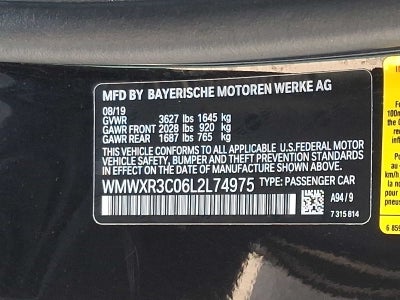 MFD BY BAYERISCHE MOTOREN WERKE AG
08/19
GVWR 3627 lbs 1645 kg
GAWR FRONT 2028 lbs 920 kg
GAWR REAR 1687 lbs 765 kg
THIS VEHICLE CONFORMS TO ALL APPLICABLE U.S.FEDERAL MOTOR
VEHICLE SAFETY, BUMPER AND THEFT PREVENTION STANDARDS
IN EFFECT ON THE DATE OF MANUFACTURE SHOWN ABOVE.
WMWXR3C06L2L74975 TYPE: PASSENGER CAR
A94/9
7 315 814